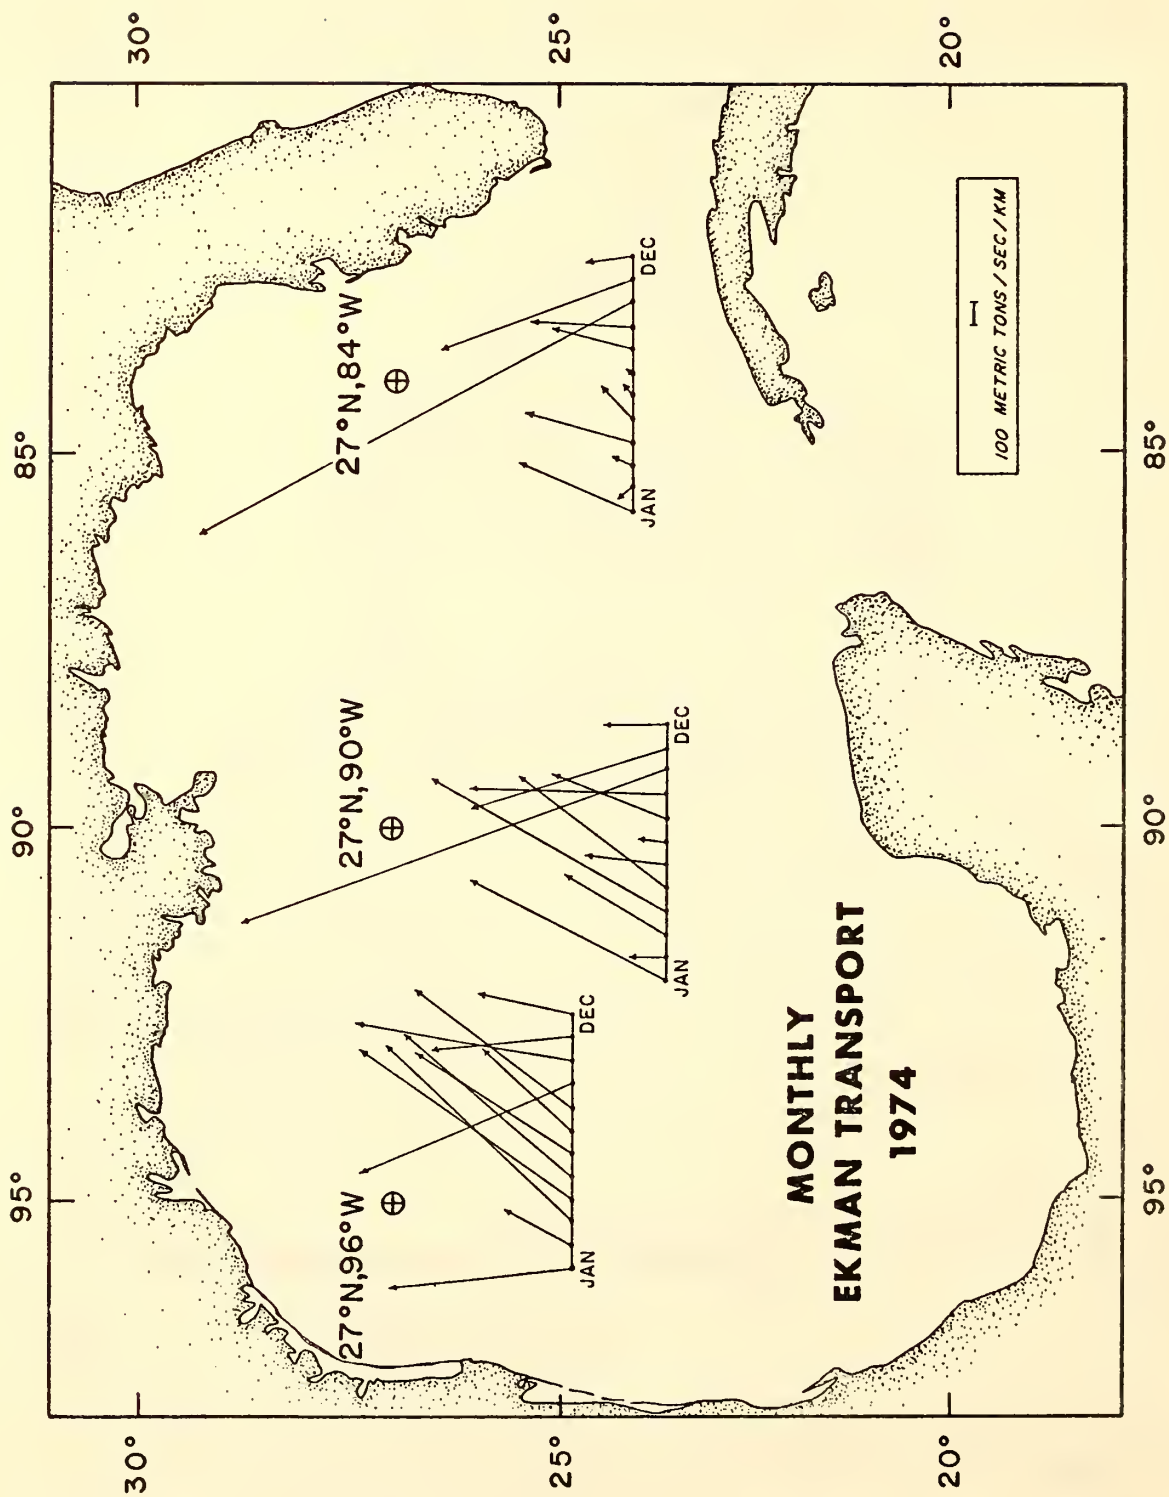 85°
90°
95°
30°
30°
25°
25°
20°
20°
27°N,84°W
JAN
DEC
27°N,90°W
JAN
DEC
27°N,96°W
JAN
DEC
100 METRIC TONS/SEC/KM
MONTHLY
EKMAN TRANSPORT
1974
85°
90°
95°